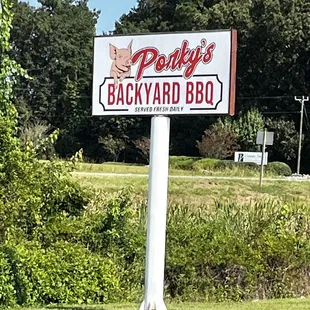 Porky's
BACKYARD BBQ
SERVED FRESH DAILY